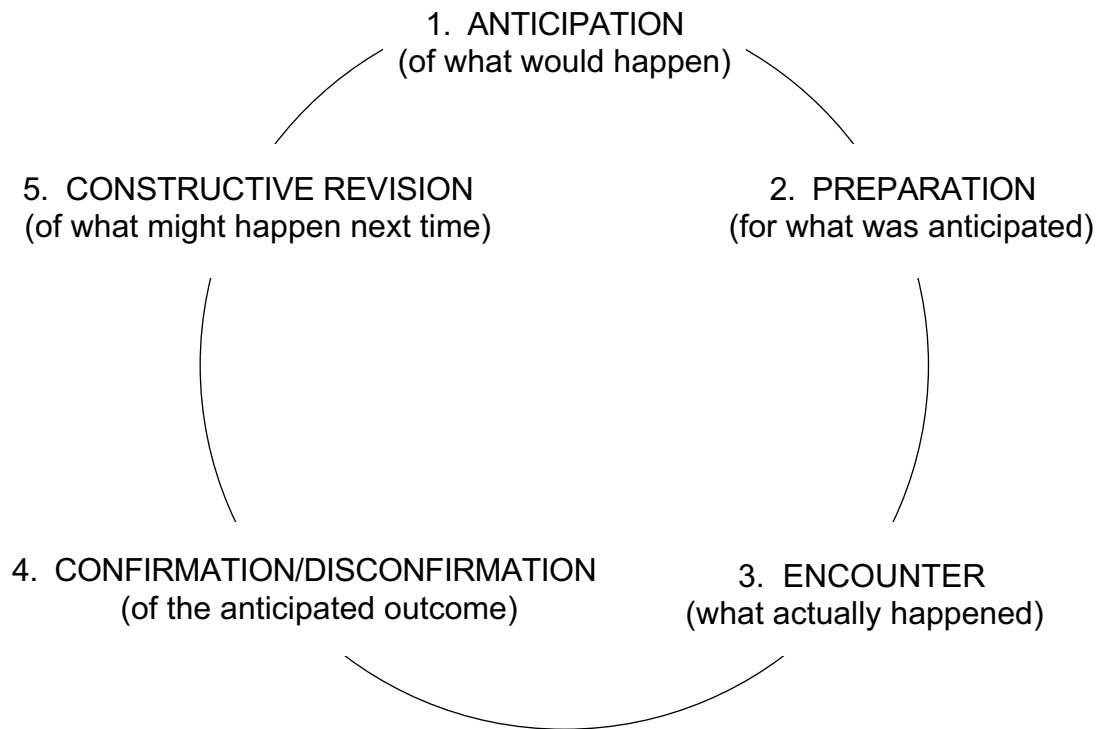 1. ANTICIPATION
(of what would happen)
2. PREPARATION
(for what was anticipated)
3. ENCOUNTER
(what actually happened)
4. CONFIRMATION/DISCONFIRMATION
(of the anticipated outcome)
5. CONSTRUCTIVE REVISION
(of what might happen next time)